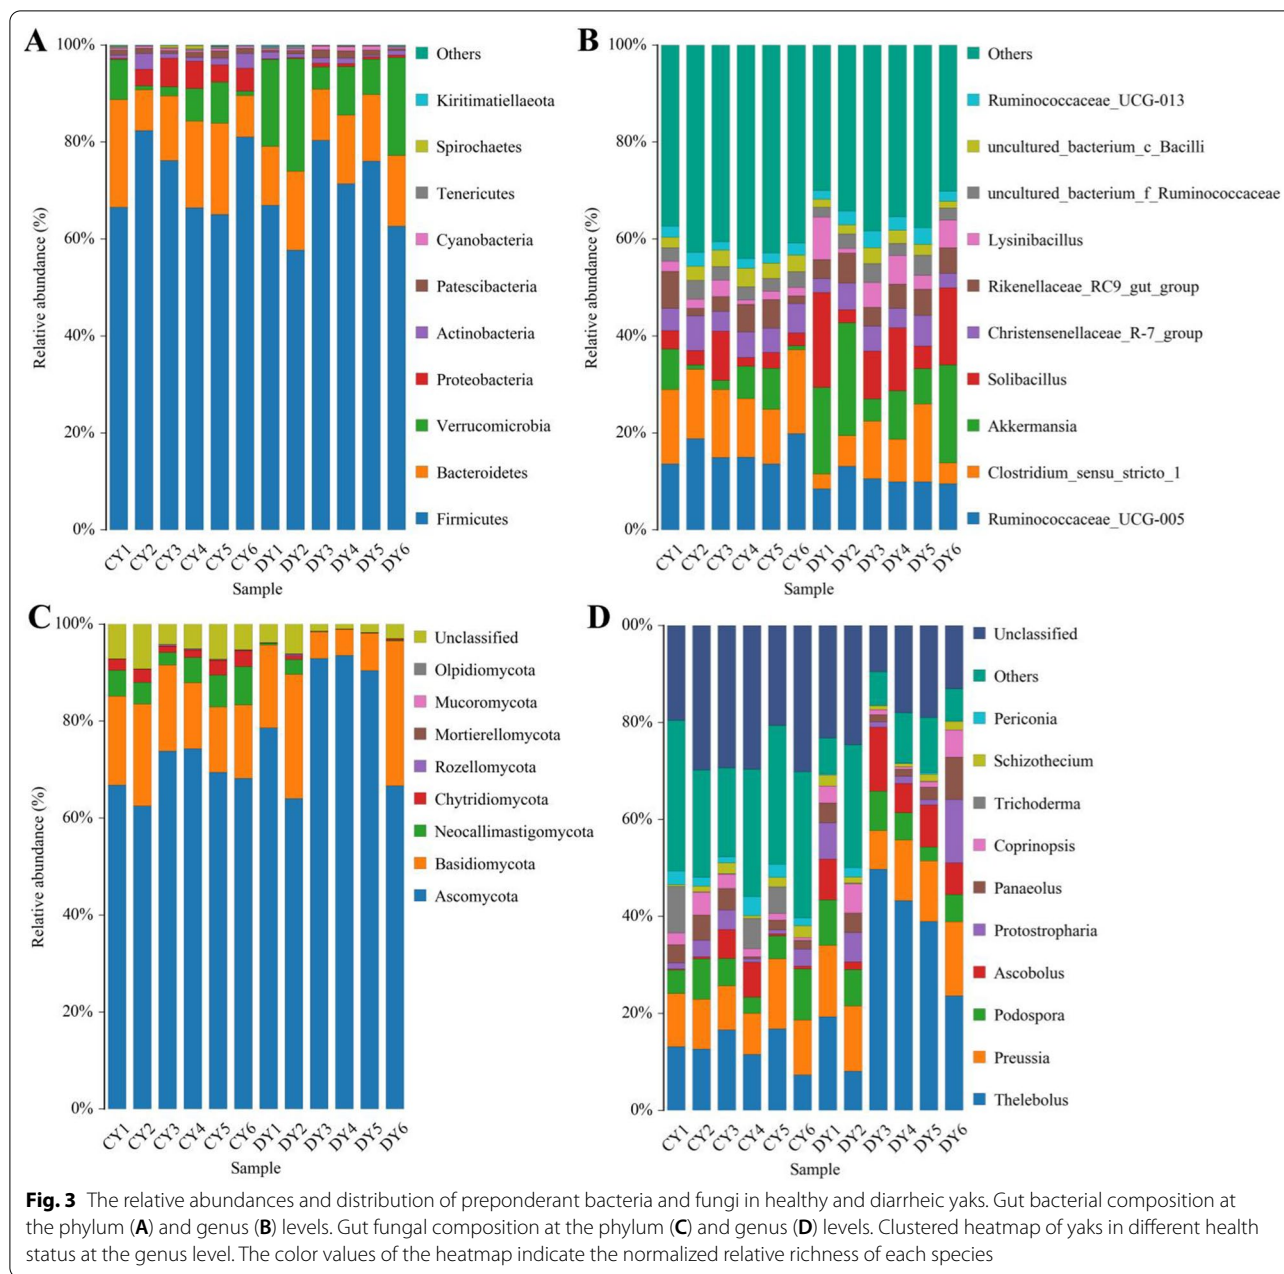 A
100%
80%
60%
40%
20%
0%
Relative abundance (%)
CY1
CY2
CY3
CY4
CY5
CY6
DY1
DY2
DY3
DY4
DY5
DY6
Sample
Others
Kiritimatiellaeota
Spirochaetes
Tenericutes
Cyanobacteria
Patescibacteria
Actinobacteria
Proteobacteria
Verrucomicrobia
Bacteroidetes
Firmicutes
B
100%
80%
60%
40%
20%
0%
Relative abundance (%)
CY1
CY2
CY3
CY4
CY5
CY6
DY1
DY2
DY3
DY4
DY5
DY6
Sample
Others
Ruminococcaceae_UCG-013
uncultured_bacterium_c_Bacilli
uncultured_bacterium_f_Ruminococcaceae
Lysinibacillus
Rikenellaceae_RC9_gut_group
Christensenellaceae_R-7_group
Solibacillus
Akkermansia
Clostridium_sensu_stricto_1
Ruminococcaceae_UCG-005
C
100%
80%
60%
40%
20%
0%
Relative abundance (%)
CY1
CY2
CY3
CY4
CY5
CY6
DY1
DY2
DY3
DY4
DY5
DY6
Sample
Unclassified
Olpidiomycota
Mucoromycota
Mortierellomycota
Rozellomycota
Chytridiomycota
Neocallimastigomycota
Basidiomycota
Ascomycota
D
00%
80%
60%
40%
20%
0%
Relative abundance (%)
CY1
CY2
CY3
CY4
CY5
CY6
DY1
DY2
DY3
DY4
DY5
DY6
Sample
Unclassified
Others
Periconia
Schizothecium
Trichoderma
Coprinopsis
Panaeolus
Protostropharia
Ascobolus
Podospora
Preussia
Thelebolus
Fig. 3 The relative abundances and distribution of preponderant bacteria and fungi in healthy and diarrheic yaks. Gut bacterial composition at
the phylum (A) and genus (B) levels. Gut fungal composition at the phylum (C) and genus (D) levels. Clustered heatmap of yaks in different health
status at the genus level. The color values of the heatmap indicate the normalized relative richness of each species